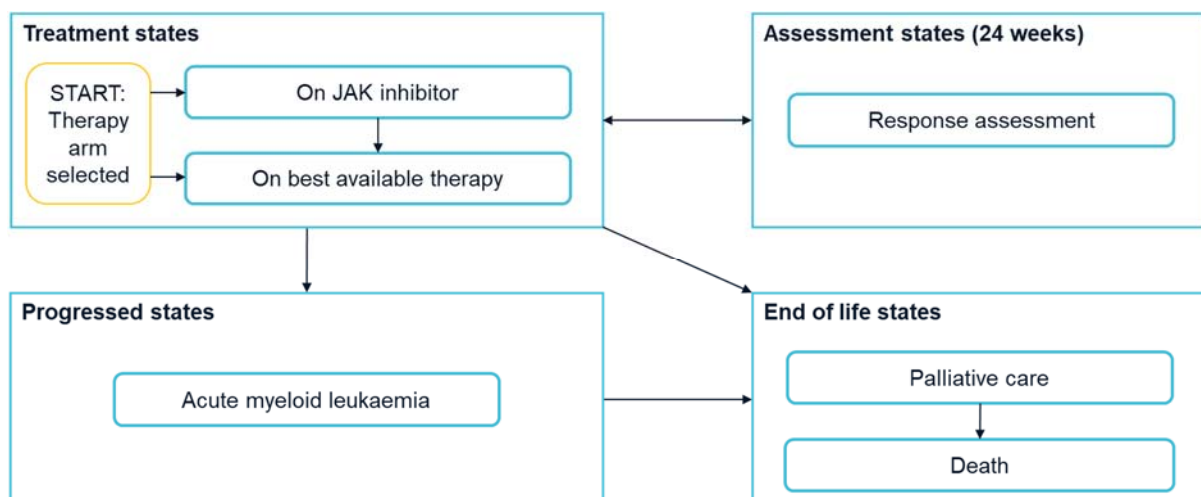 Treatment states
START:
Therapy
arm
selected
On JAK inhibitor
On best available therapy
Assessment states (24 weeks)
Response assessment
Progressed states
Acute myeloid leukaemia
End of life states
Palliative care
Death